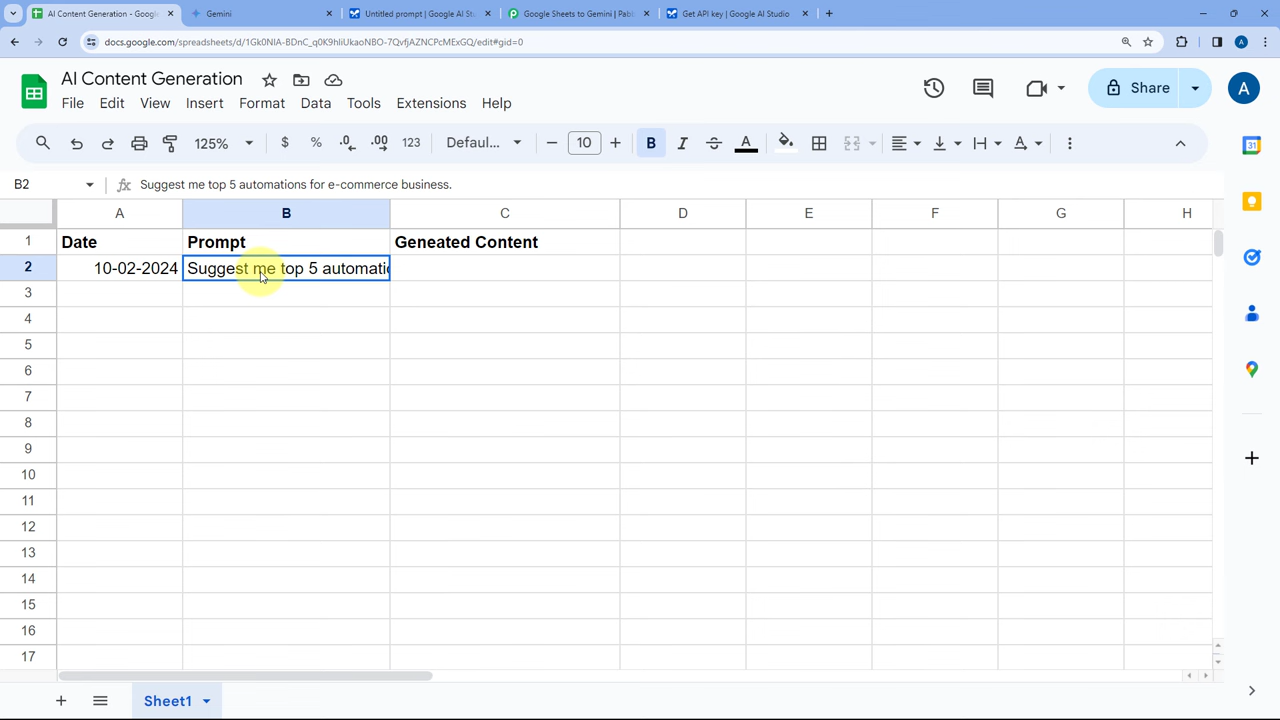 AI Content Generation - Goog
Gemini
Untitled prompt | Google AI St
Google Sheets to Gemini | Pab
Get API key | Google AI Studio
docs.google.com/spreadsheets/d/1Gk0NIA-BDnC_q0K9hIiUkaoNBO-7QvfjAZNCPcMExGQ/edit#gid=0
A
AI Content Generation
File Edit View Insert Format Data Tools Extensions Help
Share
A
125% $ % .0 .00 123 Defaul... 10 B I S A
B2 fx Suggest me top 5 automations for e-commerce business.
A B C D E F G H
1 Date Prompt Geneated Content
2 10-02-2024 Suggest me top 5 automatic
3
4
5
6
7
8
9
10
11
12
13
14
15
16
17
31
Sheet1